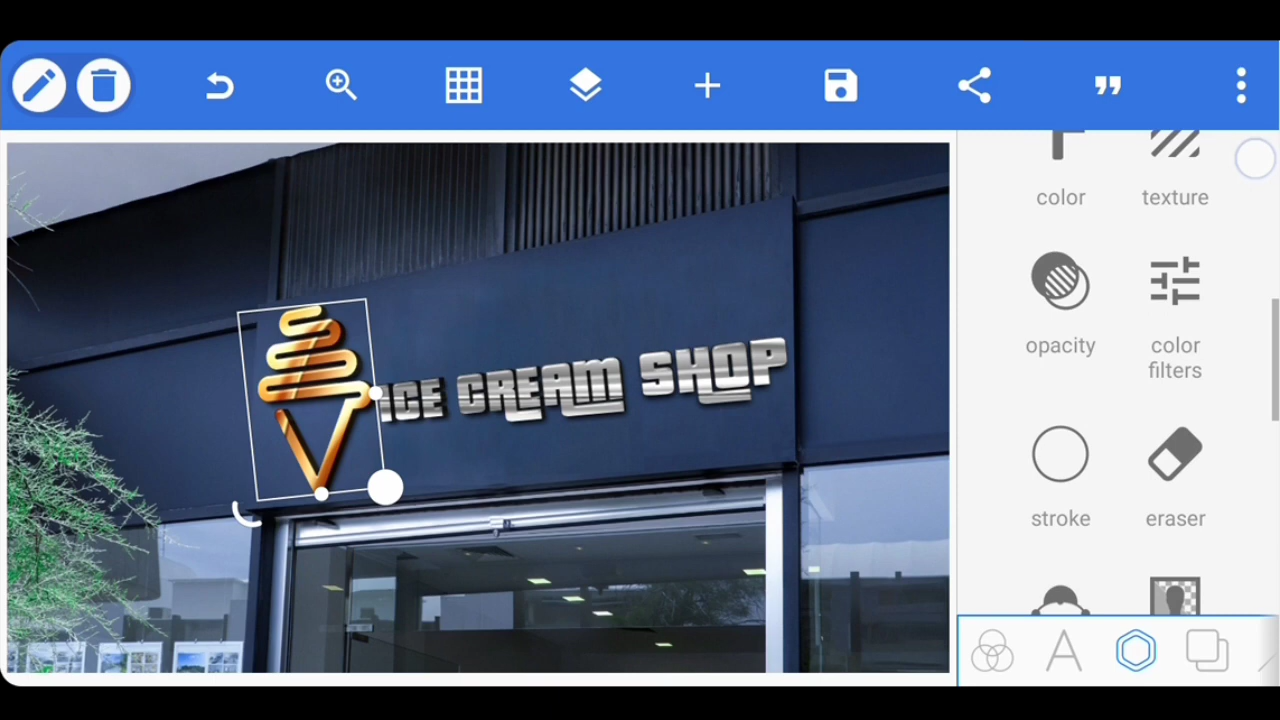 color
texture
ICE CREAM SHOP
opacity
color
filters
stroke
eraser